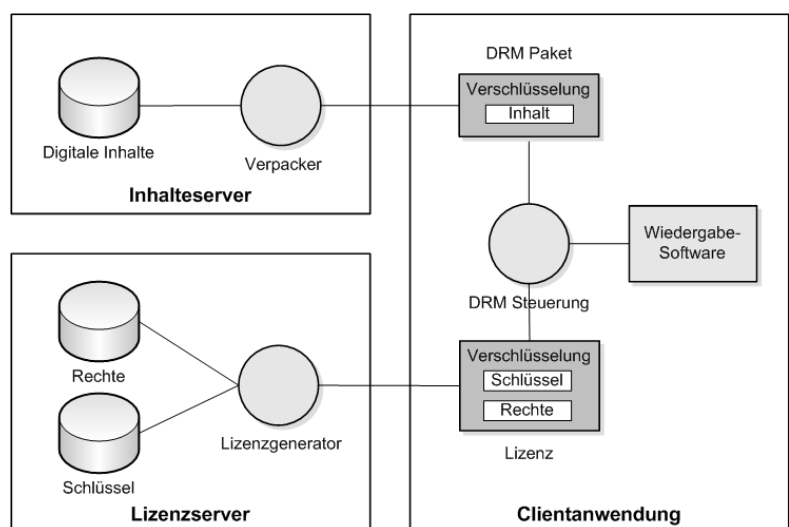 Digitale Inhalte
Verpacker
Inhalteserver
Rechte
Schlüssel
Lizenzgenerator
Lizenzserver
DRM Paket
Verschlüsselung
Inhalt
DRM Steuerung
Wiedergabe-
Software
Verschlüsselung
Schlüssel
Rechte
Lizenz
Clientanwendung